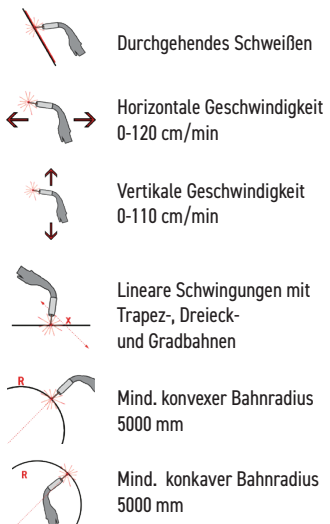 Durchgehendes Schweißen
Horizontale Geschwindigkeit
0-120 cm/min
Vertikale Geschwindigkeit
0-110 cm/min
Lineare Schwingungen mit
Trapez-, Dreieck-
und Gradbahnen
X
R
Mind. konvexer Bahnradius
5000 mm
R
Mind. konkaver Bahnradius
5000 mm